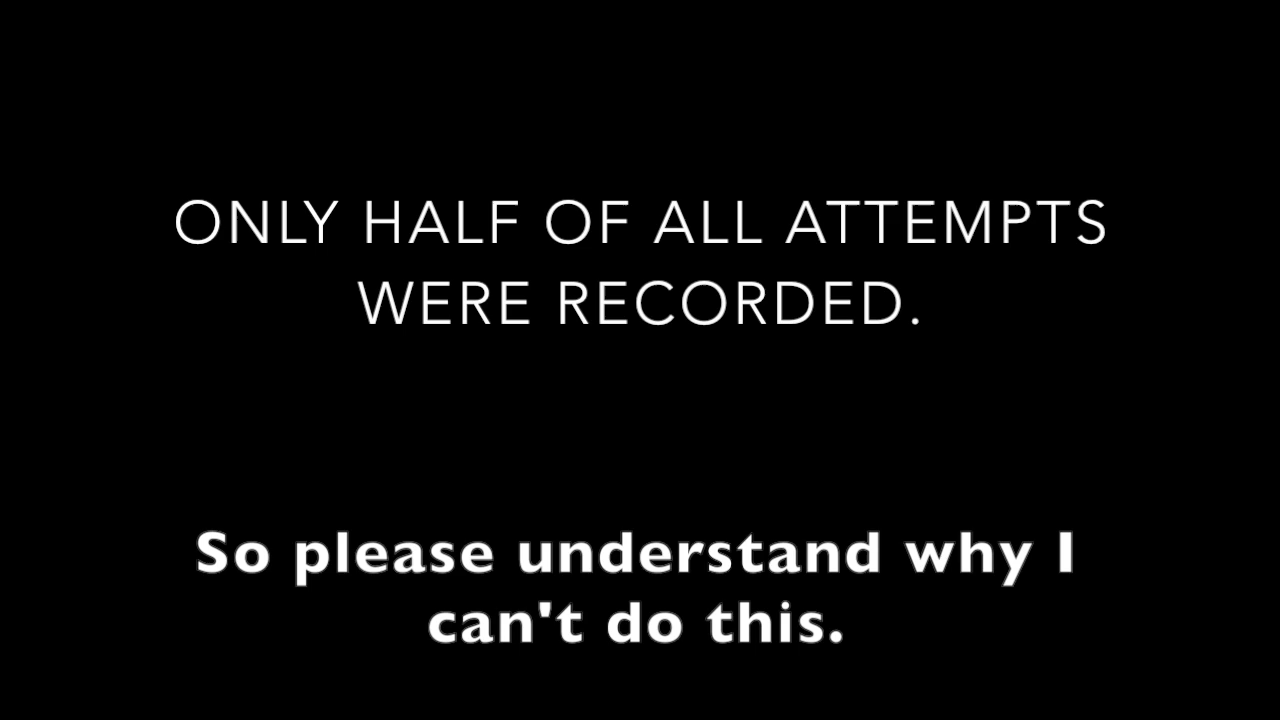 ONLY HALF OF ALL ATTEMPTS
WERE RECORDED.
So please understand why I
can't do this.